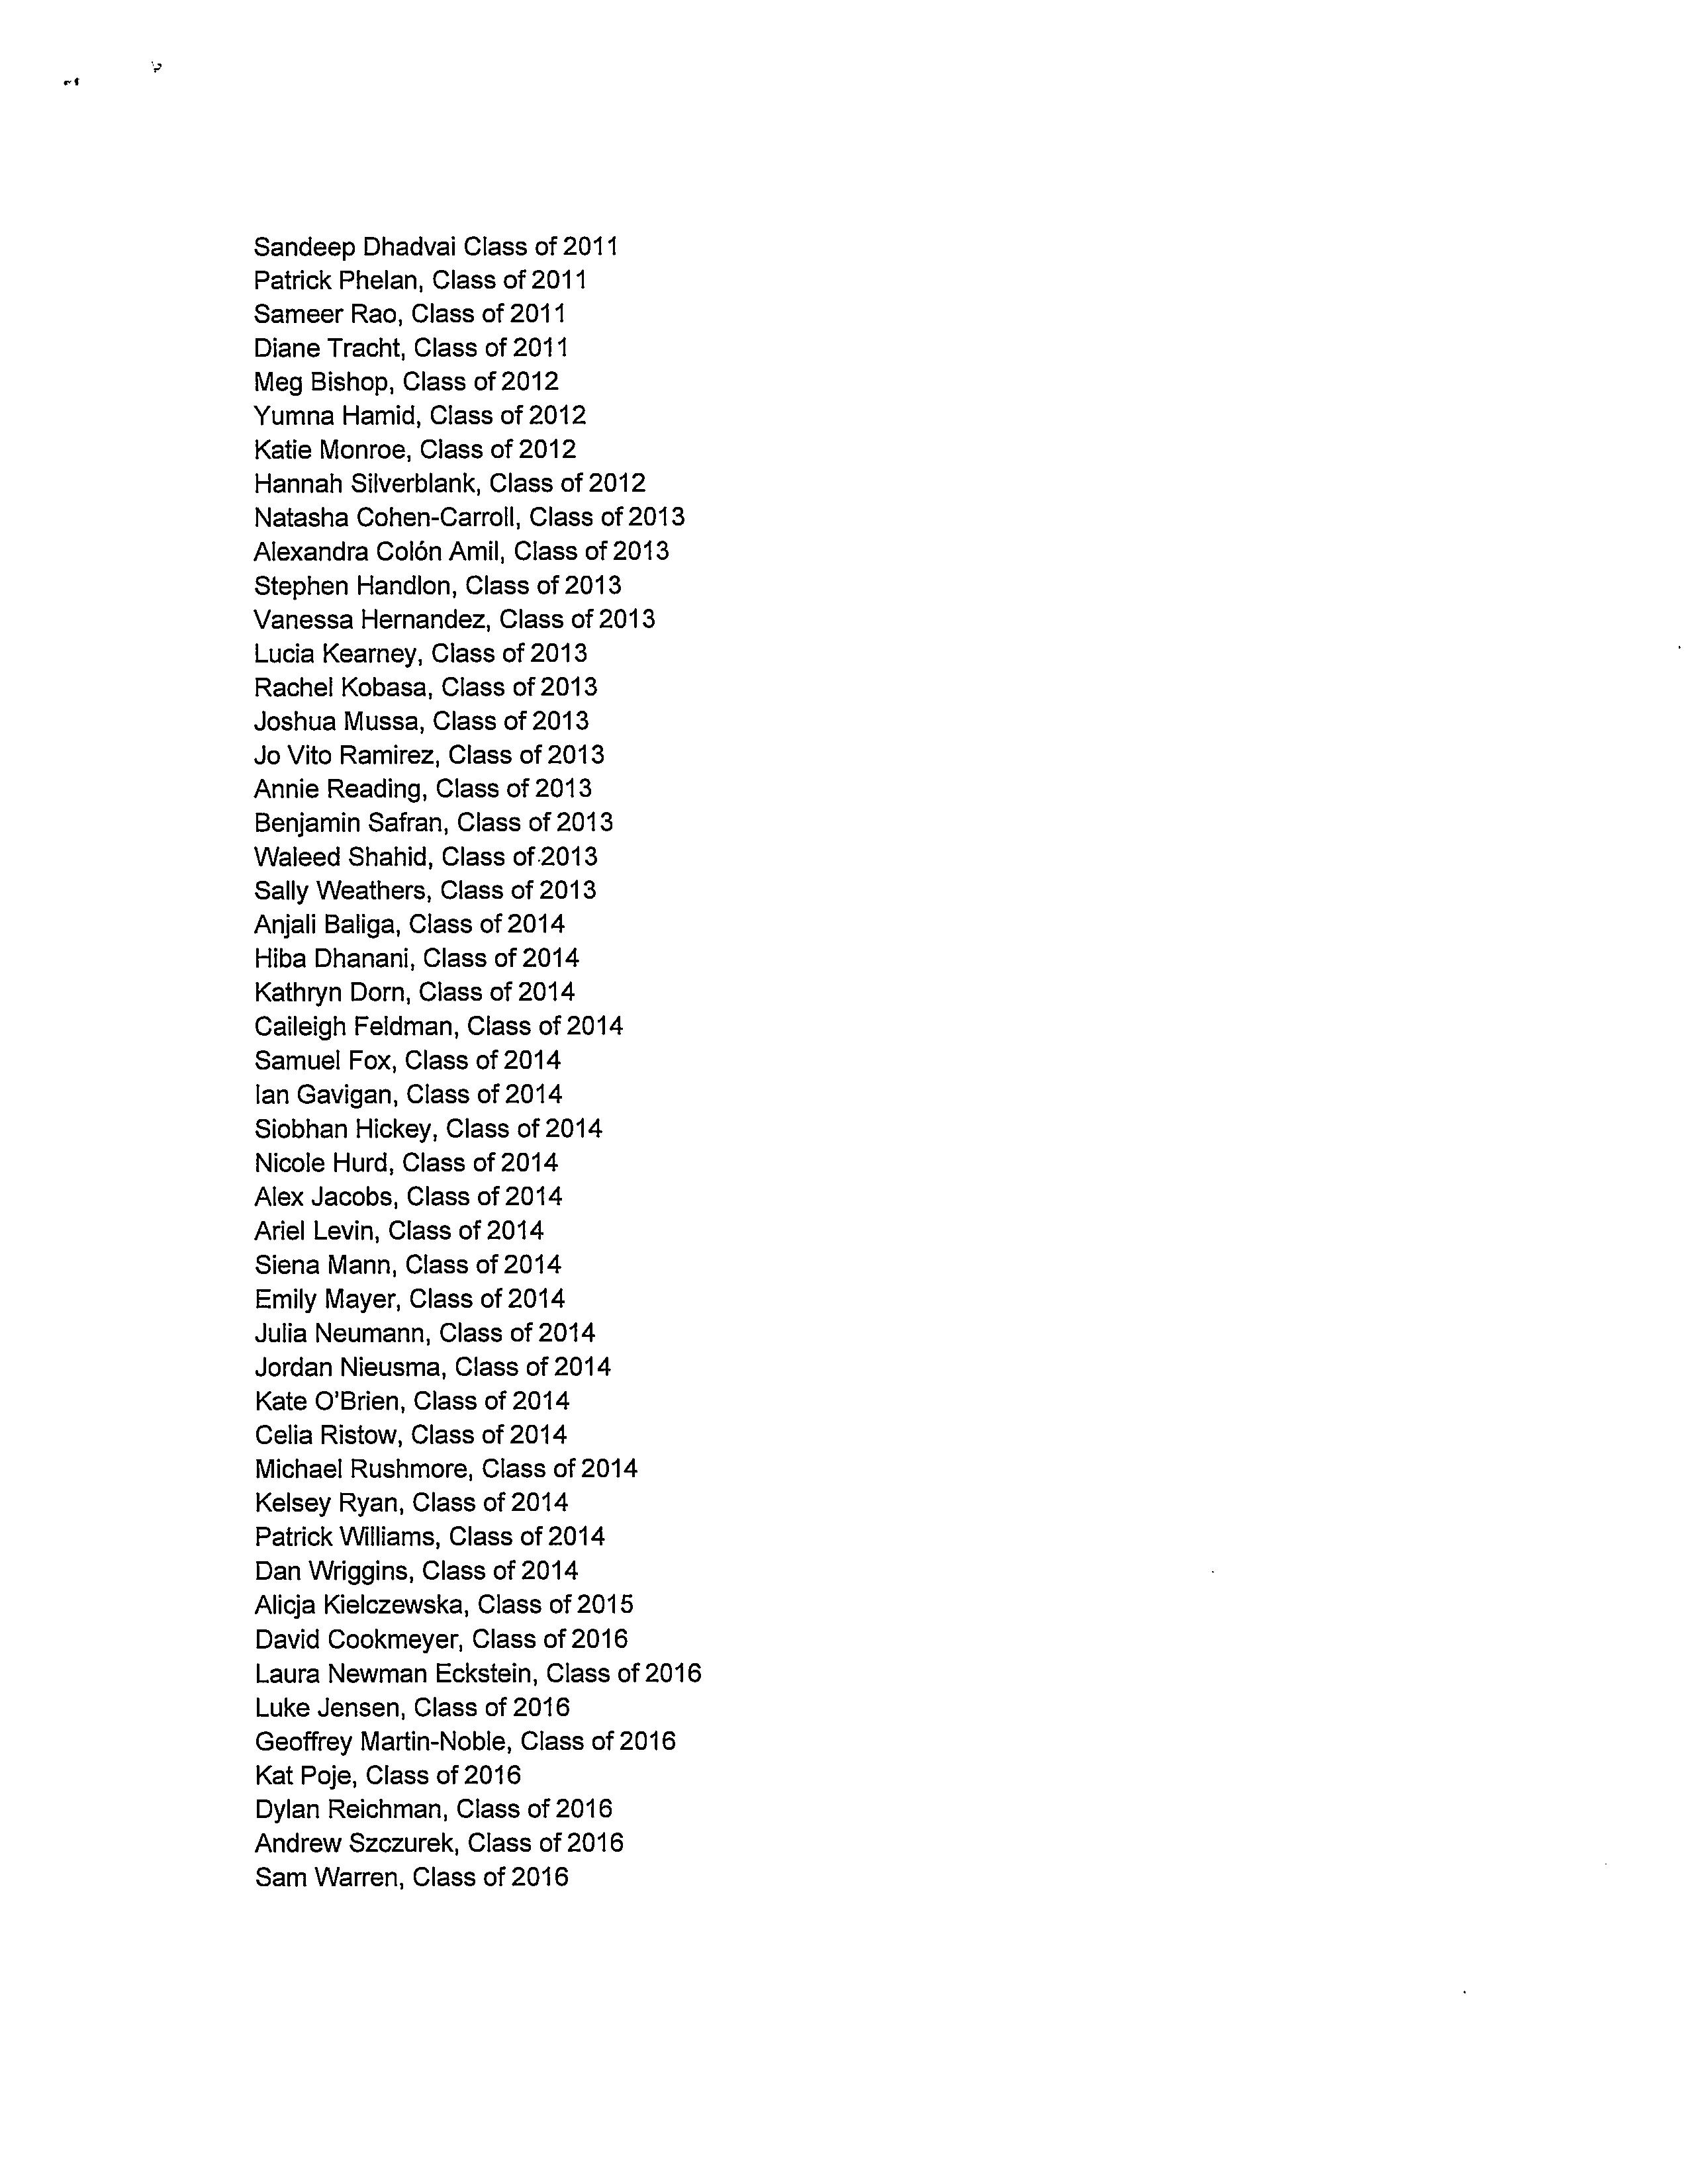 Sandeep Dhadvai Class of 2011
Patrick Phelan, Class of 2011
Sameer Rao, Class of 2011
Diane Tracht, Class of 2011
Meg Bishop, Class of 2012
Yumna Hamid, Class of 2012
Katie Monroe, Class of 2012
Hannah Silverblank, Class of 2012
Natasha Cohen-Carroll, Class of 2013
Alexandra Colón Amil, Class of 2013
Stephen Handlon, Class of 2013
Vanessa Hernandez, Class of 2013
Lucia Kearney, Class of 2013
Rachel Kobasa, Class of 2013
Joshua Mussa, Class of 2013
Jo Vito Ramirez, Class of 2013
Annie Reading, Class of 2013
Benjamin Safran, Class of 2013
Waleed Shahid, Class of 2013
Sally Weathers, Class of 2013
Anjali Baliga, Class of 2014
Hiba Dhanani, Class of 2014
Kathryn Dorn, Class of 2014
Caileigh Feldman, Class of 2014
Samuel Fox, Class of 2014
Ian Gavigan, Class of 2014
Siobhan Hickey, Class of 2014
Nicole Hurd, Class of 2014
Alex Jacobs, Class of 2014
Ariel Levin, Class of 2014
Siena Mann, Class of 2014
Emily Mayer, Class of 2014
Julia Neumann, Class of 2014
Jordan Nieusma, Class of 2014
Kate O'Brien, Class of 2014
Celia Ristow, Class of 2014
Michael Rushmore, Class of 2014
Kelsey Ryan, Class of 2014
Patrick Williams, Class of 2014
Dan Wriggins, Class of 2014
Alicja Kielczewska, Class of 2015
David Cookmeyer, Class of 2016
Laura Newman Eckstein, Class of 2016
Luke Jensen, Class of 2016
Geoffrey Martin-Noble, Class of 2016
Kat Poje, Class of 2016
Dylan Reichman, Class of 2016
Andrew Szczurek, Class of 2016
Sam Warren, Class of 2016